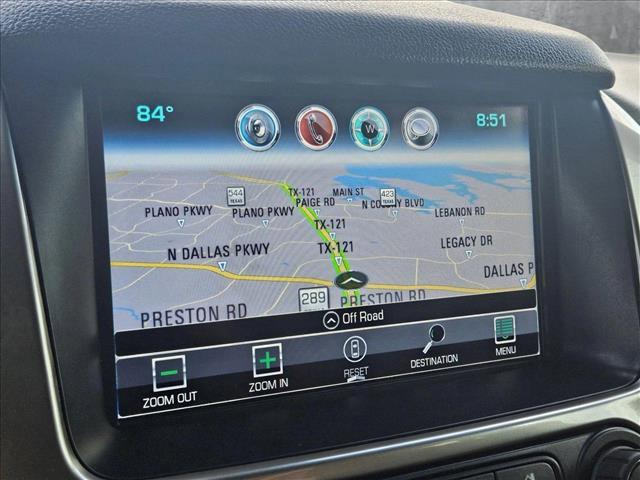 84°
W
8:51
544
TEXAS
TX-121
MAIN ST
423
TEXAS
PLANO PKWY
PLANO PKWY
PAIGE RD
N COLONY BLVD
LEBANON RD
TX-121
N DALLAS PKWY
TX-121
LEGACY DR
DALLAS P
289
PRESTON RD
PRESTON RD
Off Road
ZOOM OUT
ZOOM IN
RESET
DESTINATION
MENU